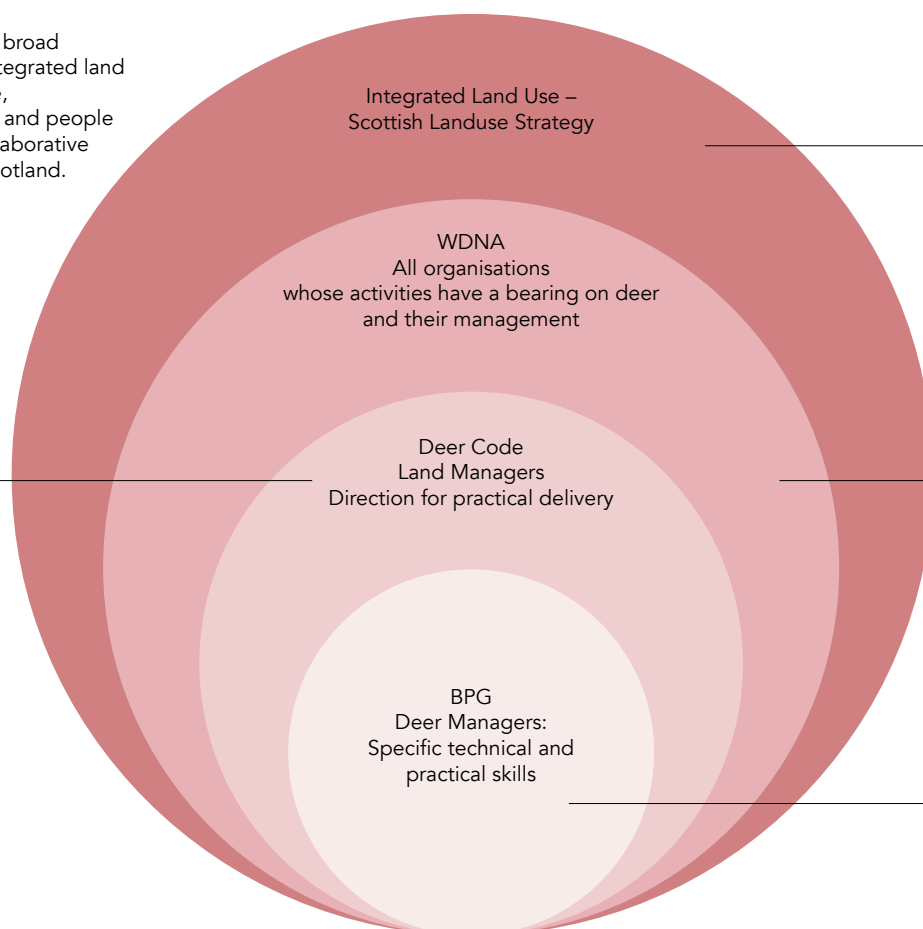 broad
tegrated land
,
and people
laborative
otland.
Integrated Land Use –
Scottish Landuse Strategy
WDNA
All organisations
whose activities have a bearing on deer
and their management
Deer Code
Land Managers
Direction for practical delivery
BPG
Deer Managers:
Specific technical and
practical skills